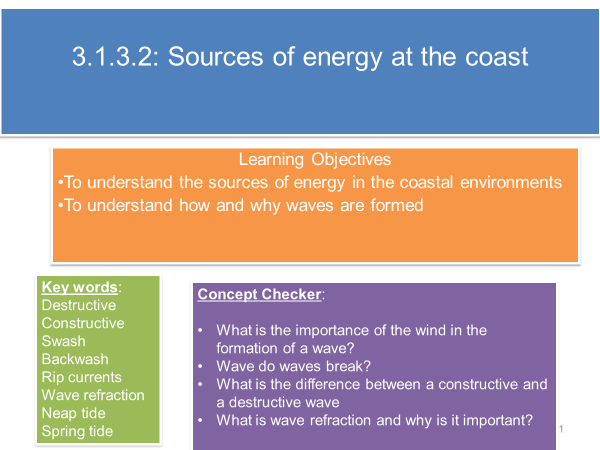 3.1.3.2: Sources of energy at the coast
Learning Objectives
•To understand the sources of energy in the coastal environments
•To understand how and why waves are formed
Key words:
Destructive
Constructive
Swash
Backwash
Rip currents
Wave refraction
Neap tide
Spring tide
Concept Checker:
• What is the importance of the wind in the
formation of a wave?
• Wave do waves break?
• What is the difference between a constructive and
a destructive wave
• What is wave refraction and why is it important?
1